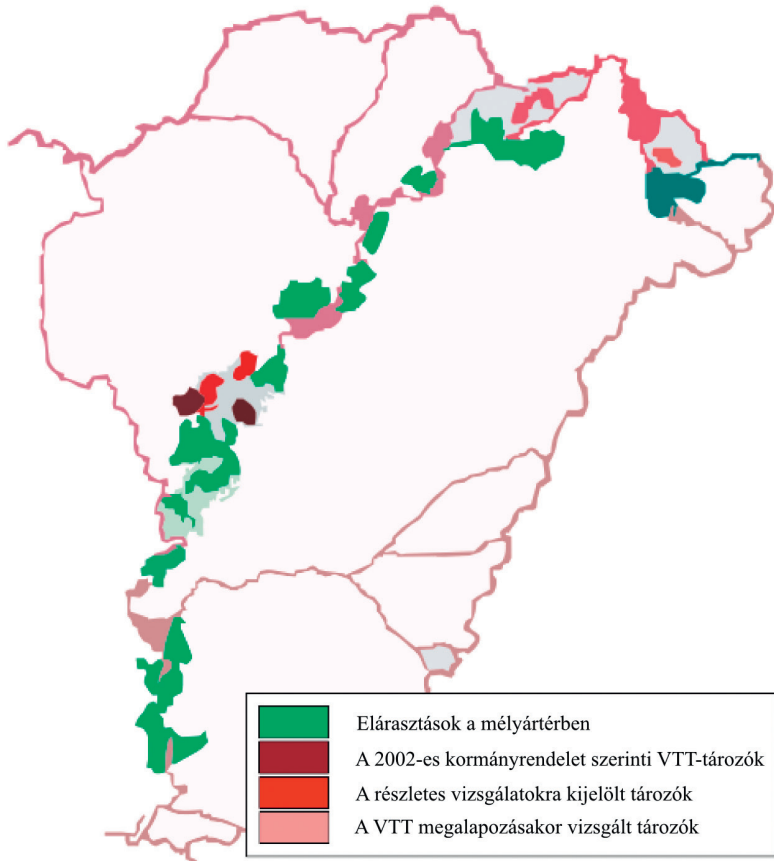 Elárasztások a mélyártérben
A 2002-es kormányrendelet szerinti VTT-tározók
A részletes vizsgálatokra kijelölt tározók
A VTT megalapozásakor vizsgált tározók